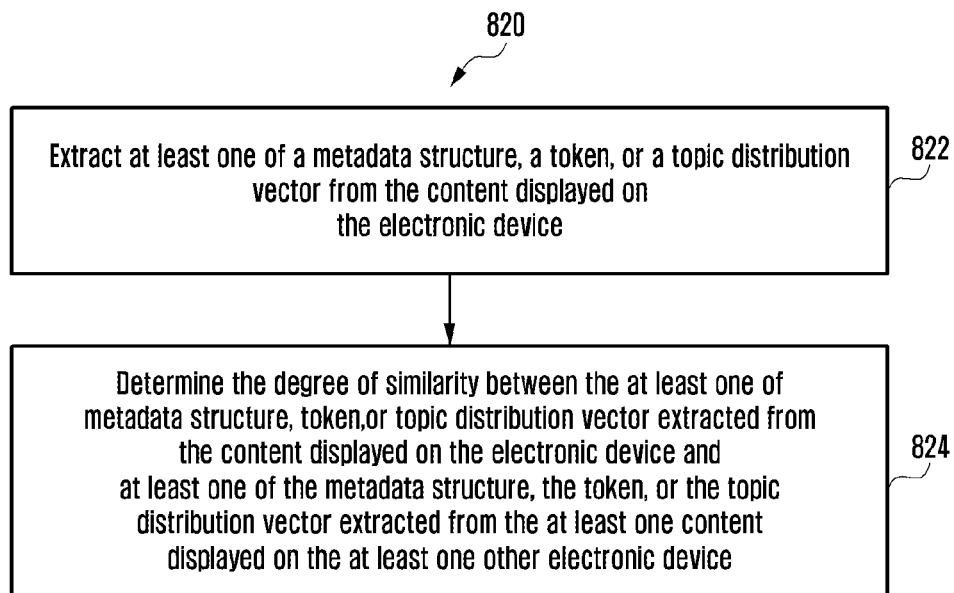 820
Extract at least one of a metadata structure, a token, or a topic distribution
vector from the content displayed on
the electronic device
822
Determine the degree of similarity between the at least one of
metadata structure, token,or topic distribution vector extracted from
the content displayed on the electronic device and
at least one of the metadata structure, the token, or the topic
distribution vector extracted from the at least one content
displayed on the at least one other electronic device
824